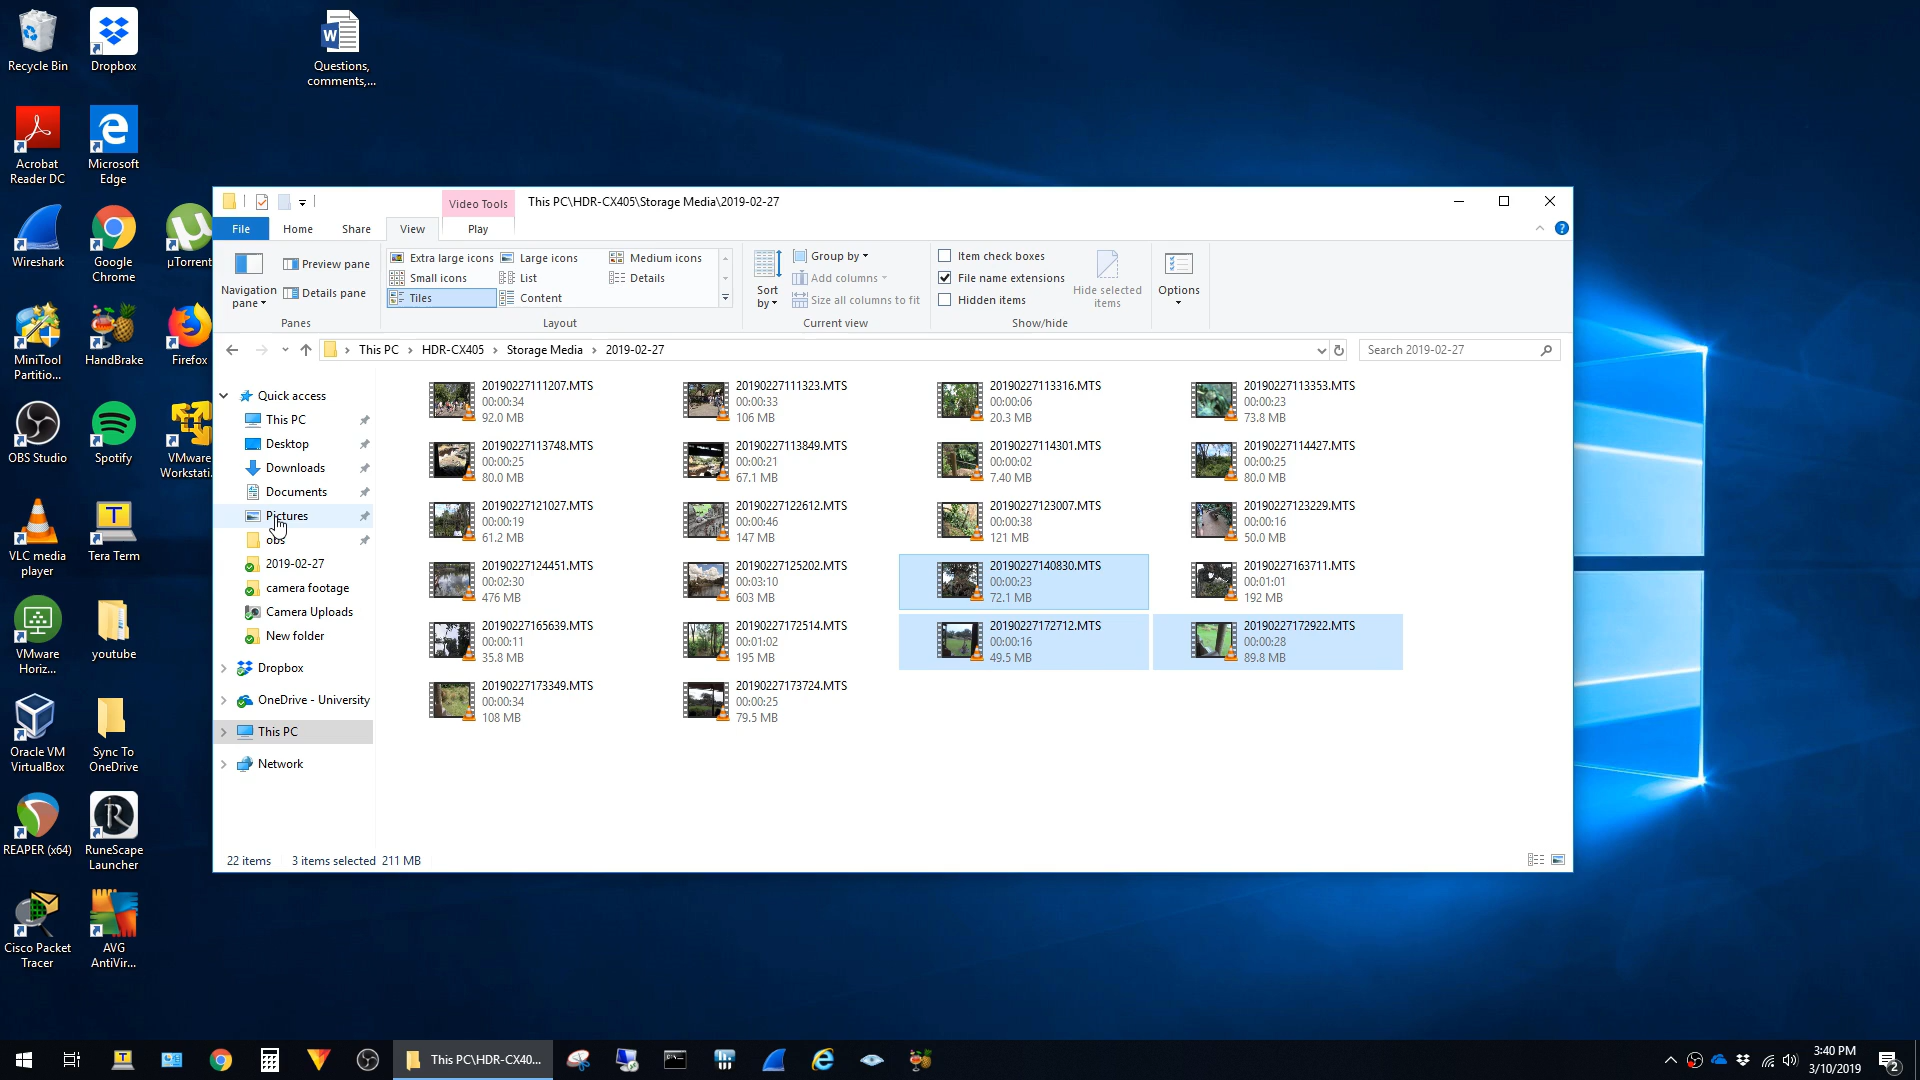 Recycle Bin
Dropbox
Questions,
comments,...
Acrobat
Reader DC
Microsoft
Edge
Wireshark
Google
Chrome
µTorrent
MiniTool
Partitio...
HandBrake
Firefox
OBS Studio
Spotify
VMware
Workstati...
VLC media
player
Tera Term
VMware
Horiz...
youtube
Oracle VM
VirtualBox
Sync To
OneDrive
REAPER (x64)
RuneScape
Launcher
Cisco Packet
Tracer
AVG
AntiVir...
Video Tools
This PC\HDR-CX405\Storage Media\2019-02-27
File
Home
Share
View
Play
Navigation
pane
Preview pane
Details pane
Panes
Extra large icons
Large icons
Medium icons
Small icons
List
Details
Tiles
Content
Layout
Sort
by
Group by
Add columns
Size all columns to fit
Current view
Item check boxes
File name extensions
Hidden items
Hide selected
items
Show/hide
Options
This PC > HDR-CX405 > Storage Media > 2019-02-27
Search 2019-02-27
Quick access
This PC
Desktop
Downloads
Documents
Pictures
obs
2019-02-27
camera footage
Camera Uploads
New folder
Dropbox
OneDrive - University
This PC
Network
20190227111207.MTS
00:00:34
92.0 MB
20190227111323.MTS
00:00:33
106 MB
20190227113316.MTS
00:00:06
20.3 MB
20190227113353.MTS
00:00:23
73.8 MB
20190227113748.MTS
00:00:25
80.0 MB
20190227113849.MTS
00:00:21
67.1 MB
20190227114301.MTS
00:00:02
7.40 MB
20190227114427.MTS
00:00:25
80.0 MB
20190227121027.MTS
00:00:19
61.2 MB
20190227122612.MTS
00:00:46
147 MB
20190227123007.MTS
00:00:38
121 MB
20190227123229.MTS
00:00:16
50.0 MB
20190227124451.MTS
00:02:30
476 MB
20190227125202.MTS
00:03:10
603 MB
20190227140830.MTS
00:00:23
72.1 MB
20190227163711.MTS
00:01:01
192 MB
20190227165639.MTS
00:00:11
35.8 MB
20190227172514.MTS
00:01:02
195 MB
20190227172712.MTS
00:00:16
49.5 MB
20190227172922.MTS
00:00:28
89.8 MB
20190227173349.MTS
00:00:34
108 MB
20190227173724.MTS
00:00:25
79.5 MB
22 items
3 items selected 211 MB
This PC\HDR-CX40...
3:40 PM
3/10/2019
2